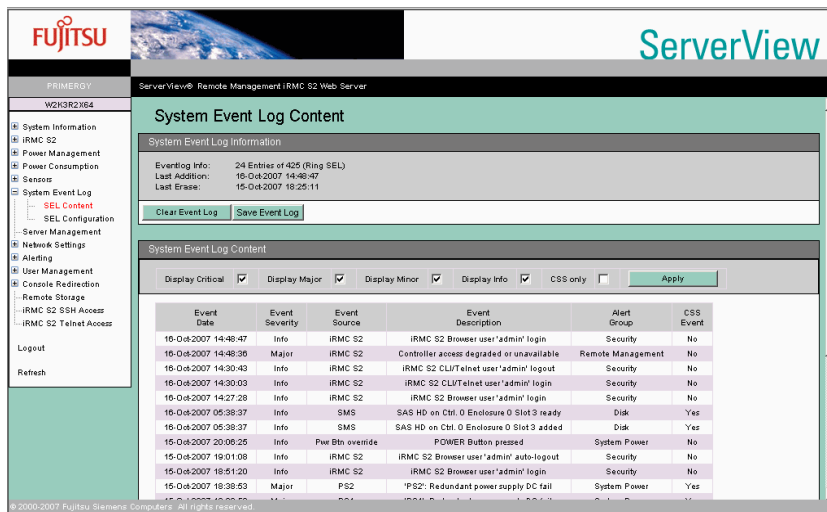 FUJITSU
ServerView
PRIMERGY
ServerView® Remote Management iRMC S2 Web Server
W2K3R2X64
System Information
iRMC S2
Power Management
Power Consumption
Sensors
System Event Log
SEL Content
SEL Configuration
Server Management
Network Settings
Alerting
User Management
Console Redirection
Remote Storage
iRMC S2 SSH Access
iRMC S2 Telnet Access
Logout
Refresh
System Event Log Content
System Event Log Information
Eventlog Info: 24 Entries of 425 (Ring SEL)
Last Addition: 16-Oct-2007 14:48:47
Last Erase: 15-Oct-2007 18:25:11
Clear Event Log Save Event Log
System Event Log Content
Display Critical Display Major Display Minor Display Info CSS only Apply
Event Date Event Severity Event Source Event Description Alert Group CSS Event
16-Oct-2007 14:48:47 Info iRMC S2 iRMC S2 Browser user 'admin' login Security No
16-Oct-2007 14:48:36 Major iRMC S2 Controller access degraded or unavailable Remote Management No
16-Oct-2007 14:30:43 Info iRMC S2 iRMC S2 CLI/Telnet user 'admin' logout Security No
16-Oct-2007 14:30:03 Info iRMC S2 iRMC S2 CLI/Telnet user 'admin' login Security No
16-Oct-2007 14:27:28 Info iRMC S2 iRMC S2 Browser user 'admin' login Security No
16-Oct-2007 05:38:37 Info SMS SAS HD on Ctrl. 0 Enclosure 0 Slot 3 ready Disk Yes
16-Oct-2007 05:38:37 Info SMS SAS HD on Ctrl. 0 Enclosure 0 Slot 3 added Disk Yes
15-Oct-2007 20:06:25 Info Pwr Btn override POWER Button pressed System Power No
15-Oct-2007 19:01:08 Info iRMC S2 iRMC S2 Browser user 'admin' auto-logout Security No
15-Oct-2007 18:51:20 Info iRMC S2 iRMC S2 Browser user 'admin' login Security No
15-Oct-2007 18:38:53 Major PS2 'PS2': Redundant power supply DC fail System Power Yes
© 2000-2007 Fujitsu Siemens Computers All rights reserved.